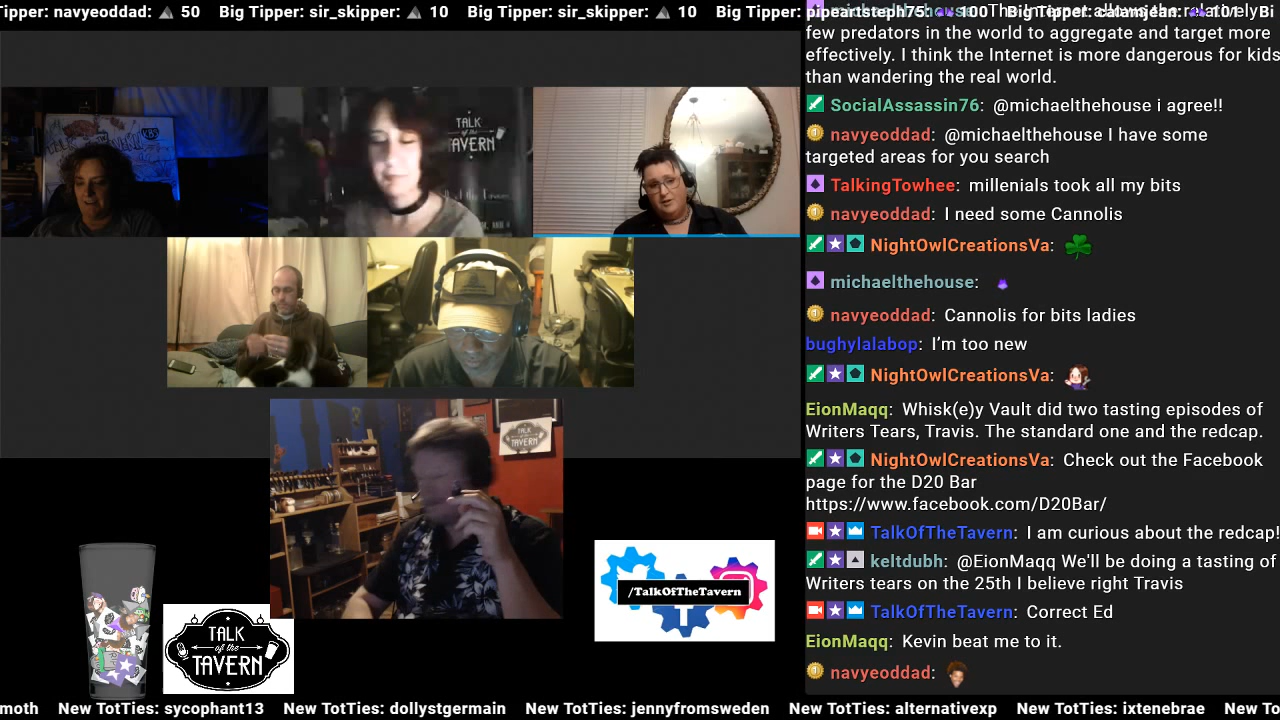 Tipper: navyeoddad: 50 Big Tipper: sir_skipper: 10 Big Tipper: sir_skipper: 10 Big Tipper: piperartsteph75: 100
few predators in the world to aggregate and target more
effectively. I think the Internet is more dangerous for kids
than wandering the real world.
SocialAssassin76: @michaelthehouse i agree!!
navyeoddad: @michaelthehouse I have some
targeted areas for you search
TalkingTowhee: millenials took all my bits
navyeoddad: I need some Cannolis
NightOwlCreationsVa:
michaelthehouse:
navyeoddad: Cannolis for bits ladies
bughylalabop: I'm too new
NightOwlCreationsVa:
EionMaqq: Whisk(e)y Vault did two tasting episodes of
Writers Tears, Travis. The standard one and the redcap.
NightOwlCreationsVa: Check out the Facebook
page for the D20 Bar
https://www.facebook.com/D20Bar/
TalkOfTheTavern: I am curious about the redcap!
keltdubh: @EionMaqq We'll be doing a tasting of
Writers tears on the 25th I believe right Travis
TalkOfTheTavern: Correct Ed
EionMaqq: Kevin beat me to it.
navyeoddad:
TALK
of the
TAVERN
TALK
of the
TAVERN
/TalkOfTheTavern
TALK
of the
TAVERN
moth New TotTies: sycophant13 New TotTies: dollystgermain New TotTies: jennyfromsweden New TotTies: alternativexp New TotTies: ixtenebrae New To